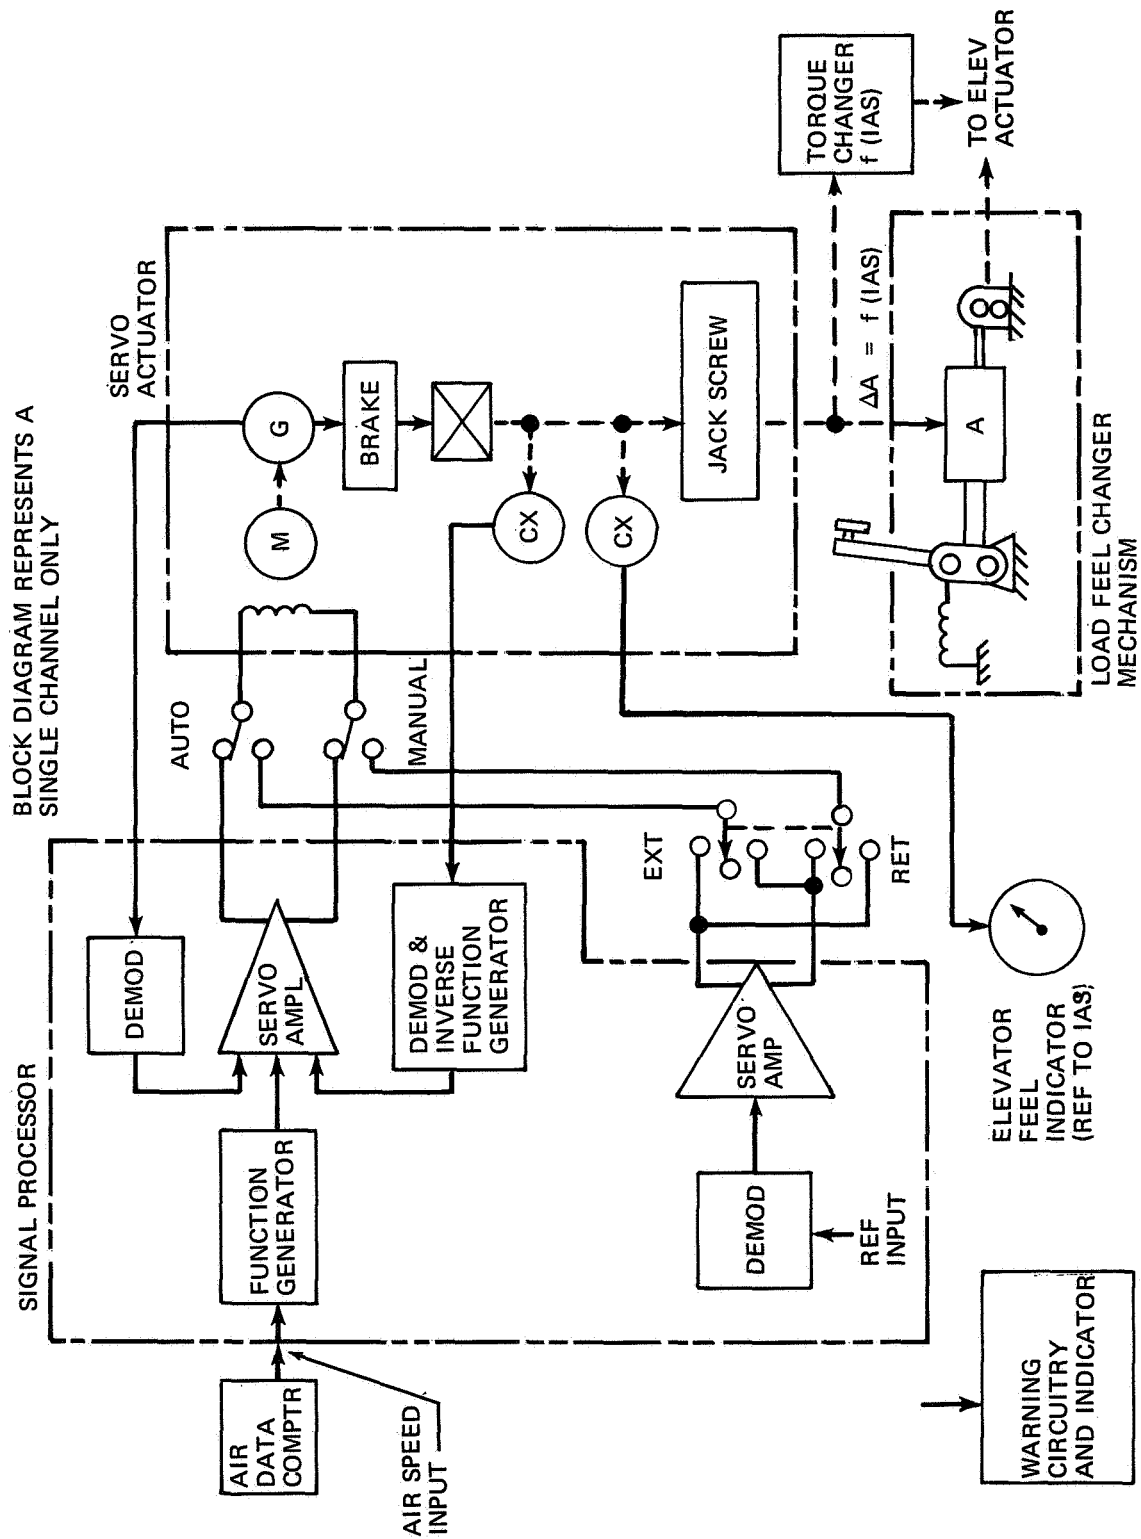 BLOCK DIAGRAM REPRESENTS A
SINGLE CHANNEL ONLY
SIGNAL PROCESSOR
SERVO
ACTUATOR
AIR
DATA
COMPTR
AIR SPEED
INPUT
FUNCTION
GENERATOR
DEMOD
SERVO
AMPL
DEMOD &
INVERSE
FUNCTION
GENERATOR
AUTO
MANUAL
M
G
BRAKE
CX
CX
JACK SCREW
DEMOD
REF
INPUT
SERVO
AMP
EXT
RET
ΔA = f (IAS)
TORQUE
CHANGER
f (IAS)
TO ELEV
ACTUATOR
A
LOAD FEEL CHANGER
MECHANISM
ELEVATOR
FEEL
INDICATOR
(REF TO IAS)
WARNING
CIRCUITRY
AND INDICATOR